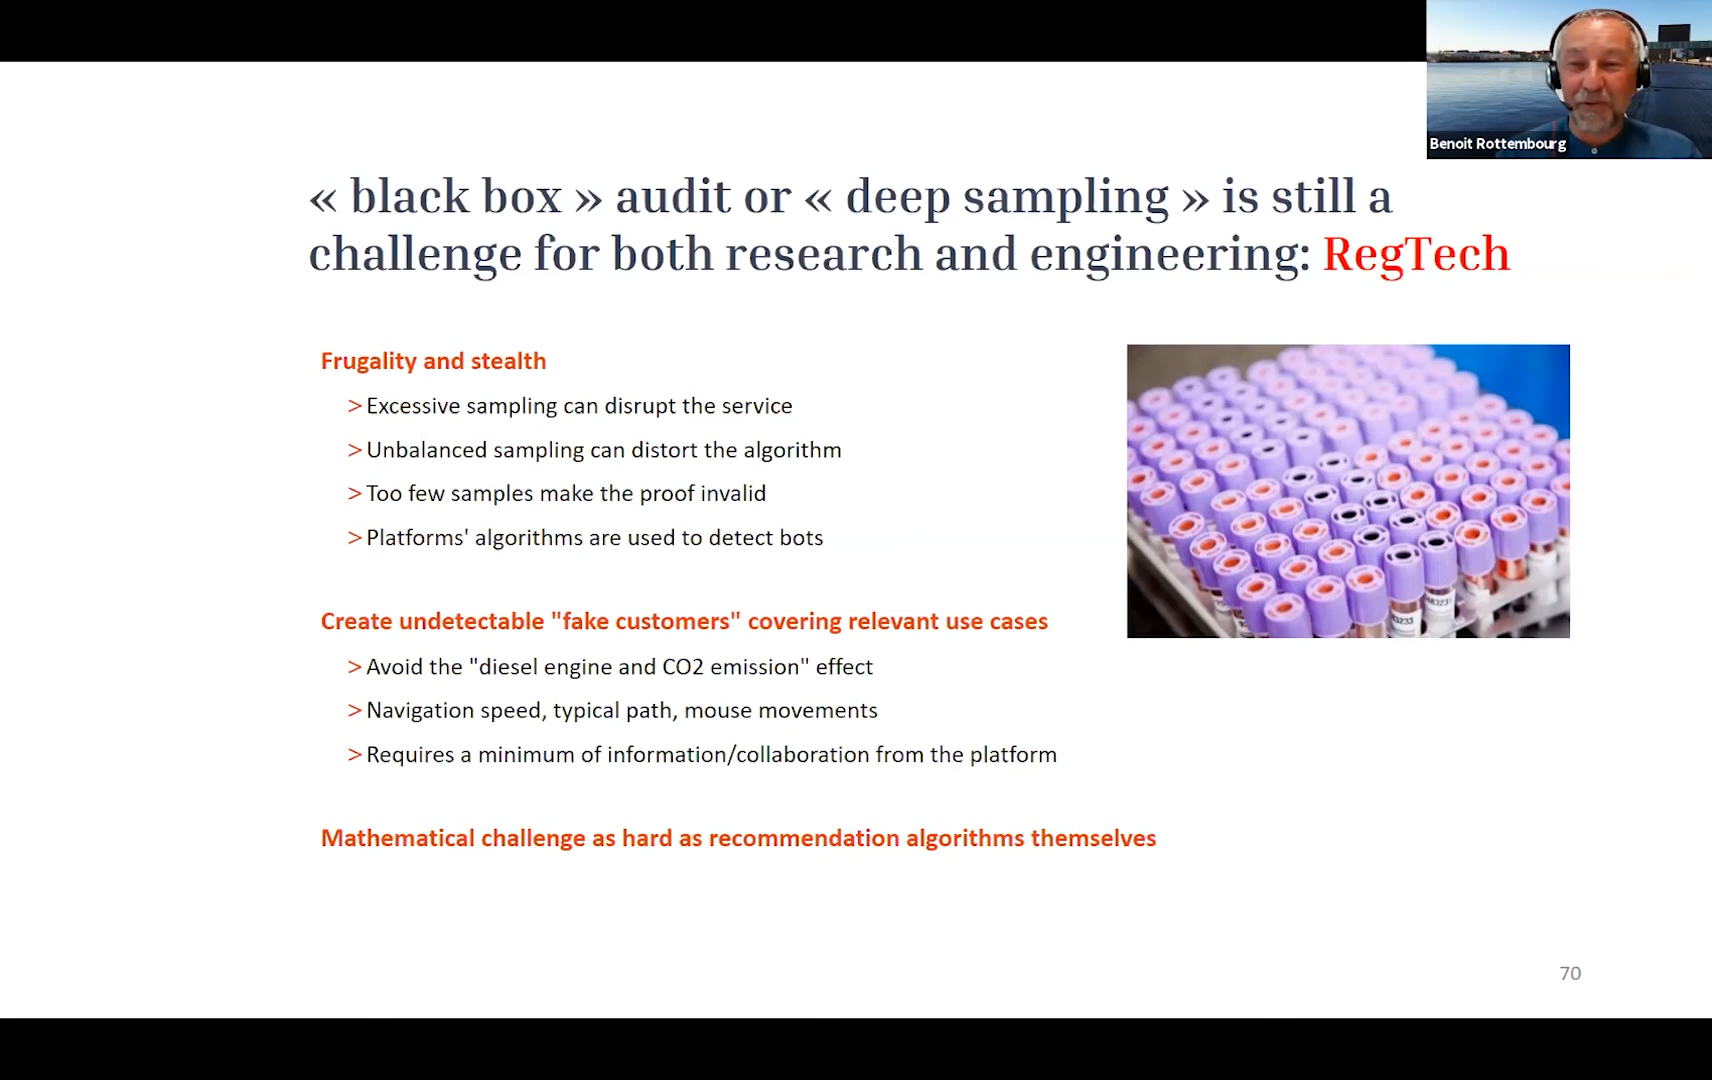 Benoit Rottembourg
« black box » audit or « deep sampling » is still a
challenge for both research and engineering: RegTech
Frugality and stealth
> Excessive sampling can disrupt the service
> Unbalanced sampling can distort the algorithm
> Too few samples make the proof invalid
> Platforms' algorithms are used to detect bots
Create undetectable "fake customers" covering relevant use cases
> Avoid the "diesel engine and CO2 emission" effect
> Navigation speed, typical path, mouse movements
> Requires a minimum of information/collaboration from the platform
Mathematical challenge as hard as recommendation algorithms themselves
70